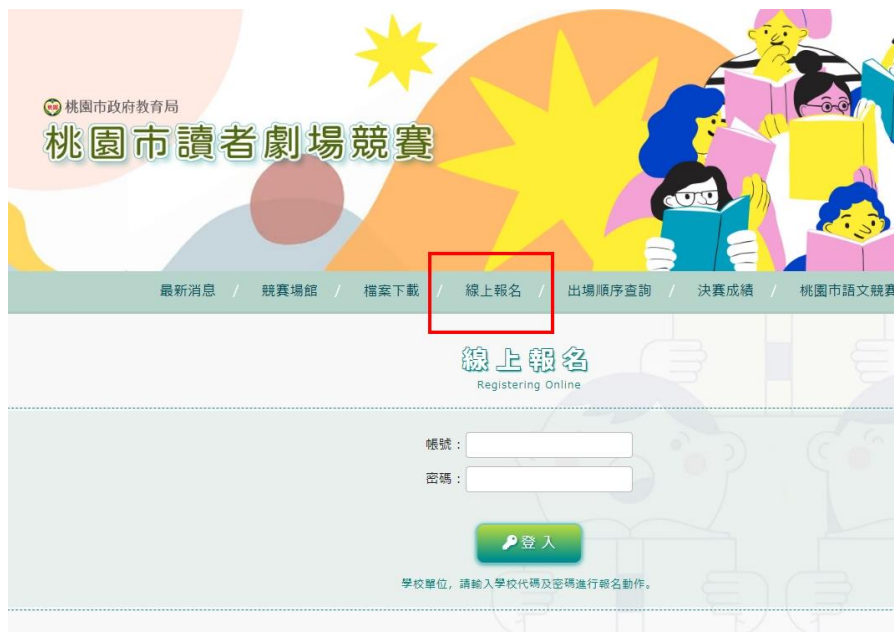 桃園市政府教育局
桃園市讀者劇場競賽
最新消息 / 競賽場館 / 檔案下載 / 線上報名 / 出場順序查詢 / 決賽成績 / 桃園市語文競賽
線上報名
Registering Online
帳號：
密碼：
登入
學校單位，請輸入學校代碼及密碼進行報名動作。